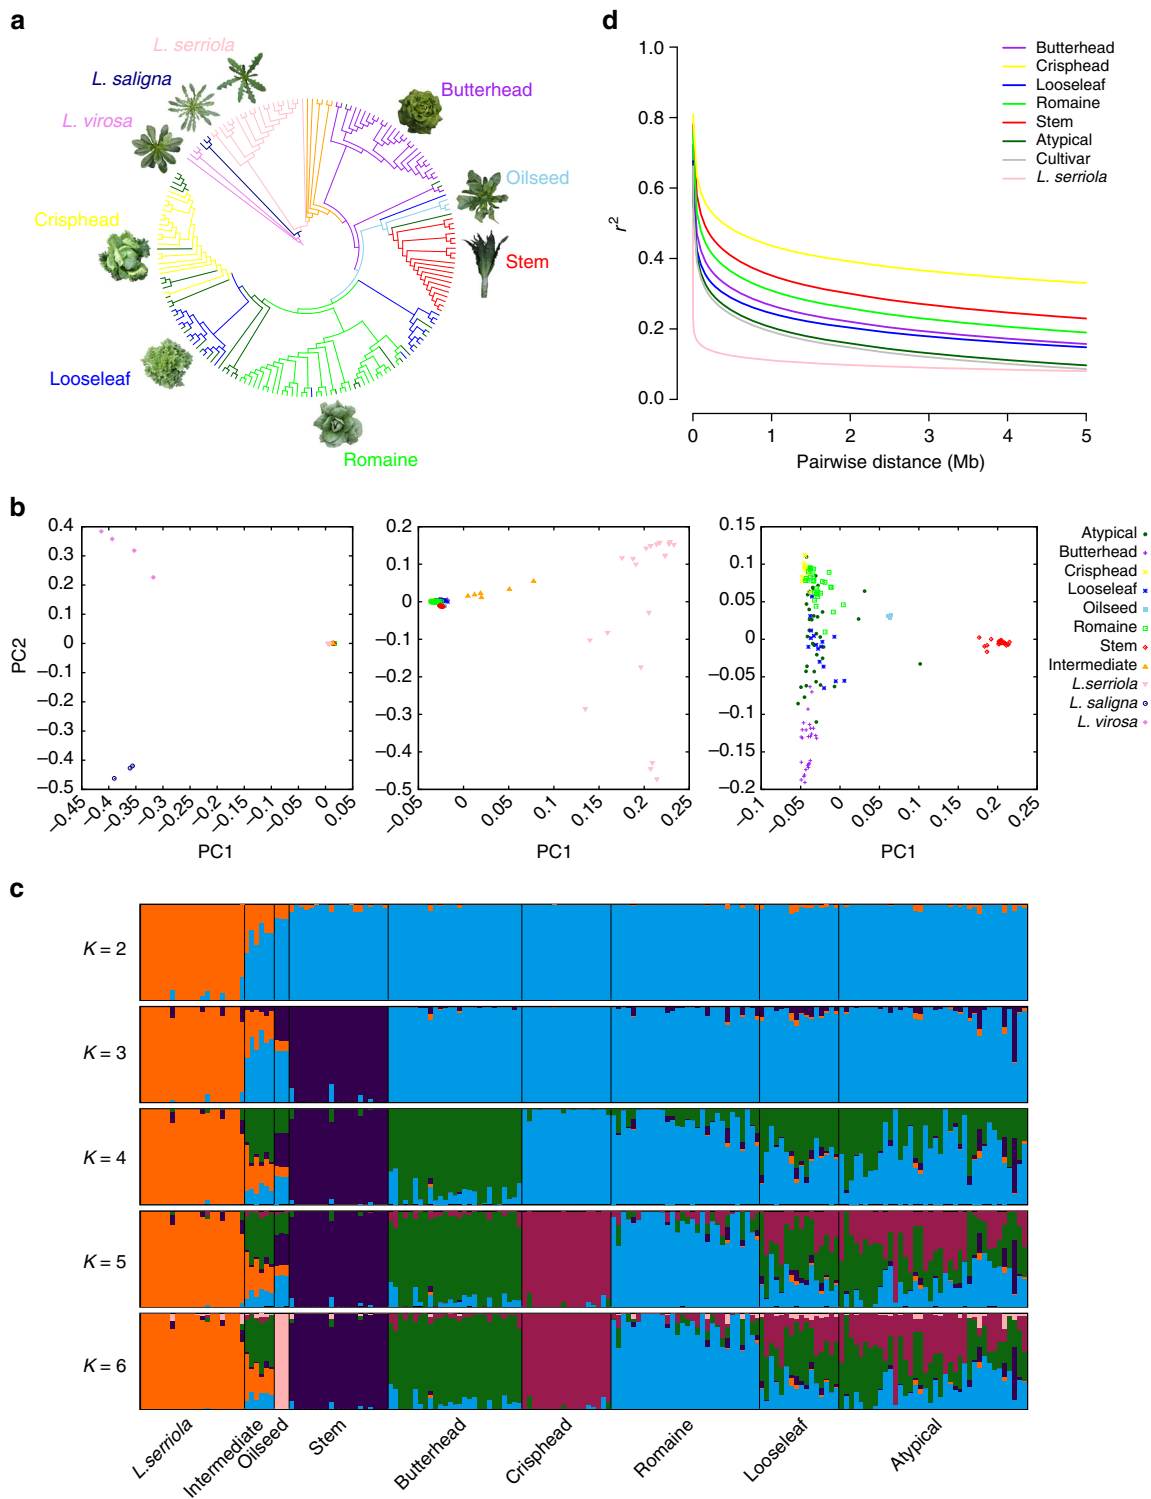 a
L. serriola
L. saligna
L. virosa
Butterhead
Oilseed
Stem
Crisphead
Looseleaf
Romaine
d
1.0
0.8
0.6
0.4
0.2
0.0
r²
0
1
2
3
4
5
Pairwise distance (Mb)
Butterhead
Crisphead
Looseleaf
Romaine
Stem
Atypical
Cultivar
L. serriola
b
PC2
0.4
0.3
0.2
0.1
0
–0.1
–0.2
–0.3
–0.4
–0.5
–0.45
–0.4
–0.35
–0.3
–0.25
–0.2
–0.15
–0.1
–0.05
0
0.05
PC1
0.2
0.1
0
–0.1
–0.2
–0.3
–0.4
–0.5
–0.05
0
0.05
0.1
0.15
0.2
0.25
PC1
0.15
0.1
0.05
0
–0.05
–0.1
–0.15
–0.2
–0.1
–0.05
0
0.05
0.1
0.15
0.2
0.25
PC1
Atypical
Butterhead
Crisphead
Looseleaf
Oilseed
Romaine
Stem
Intermediate
L.serriola
L. saligna
L. virosa
c
K = 2
K = 3
K = 4
K = 5
K = 6
L.serriola
Intermediate
Oilseed
Stem
Butterhead
Crisphead
Romaine
Looseleaf
Atypical